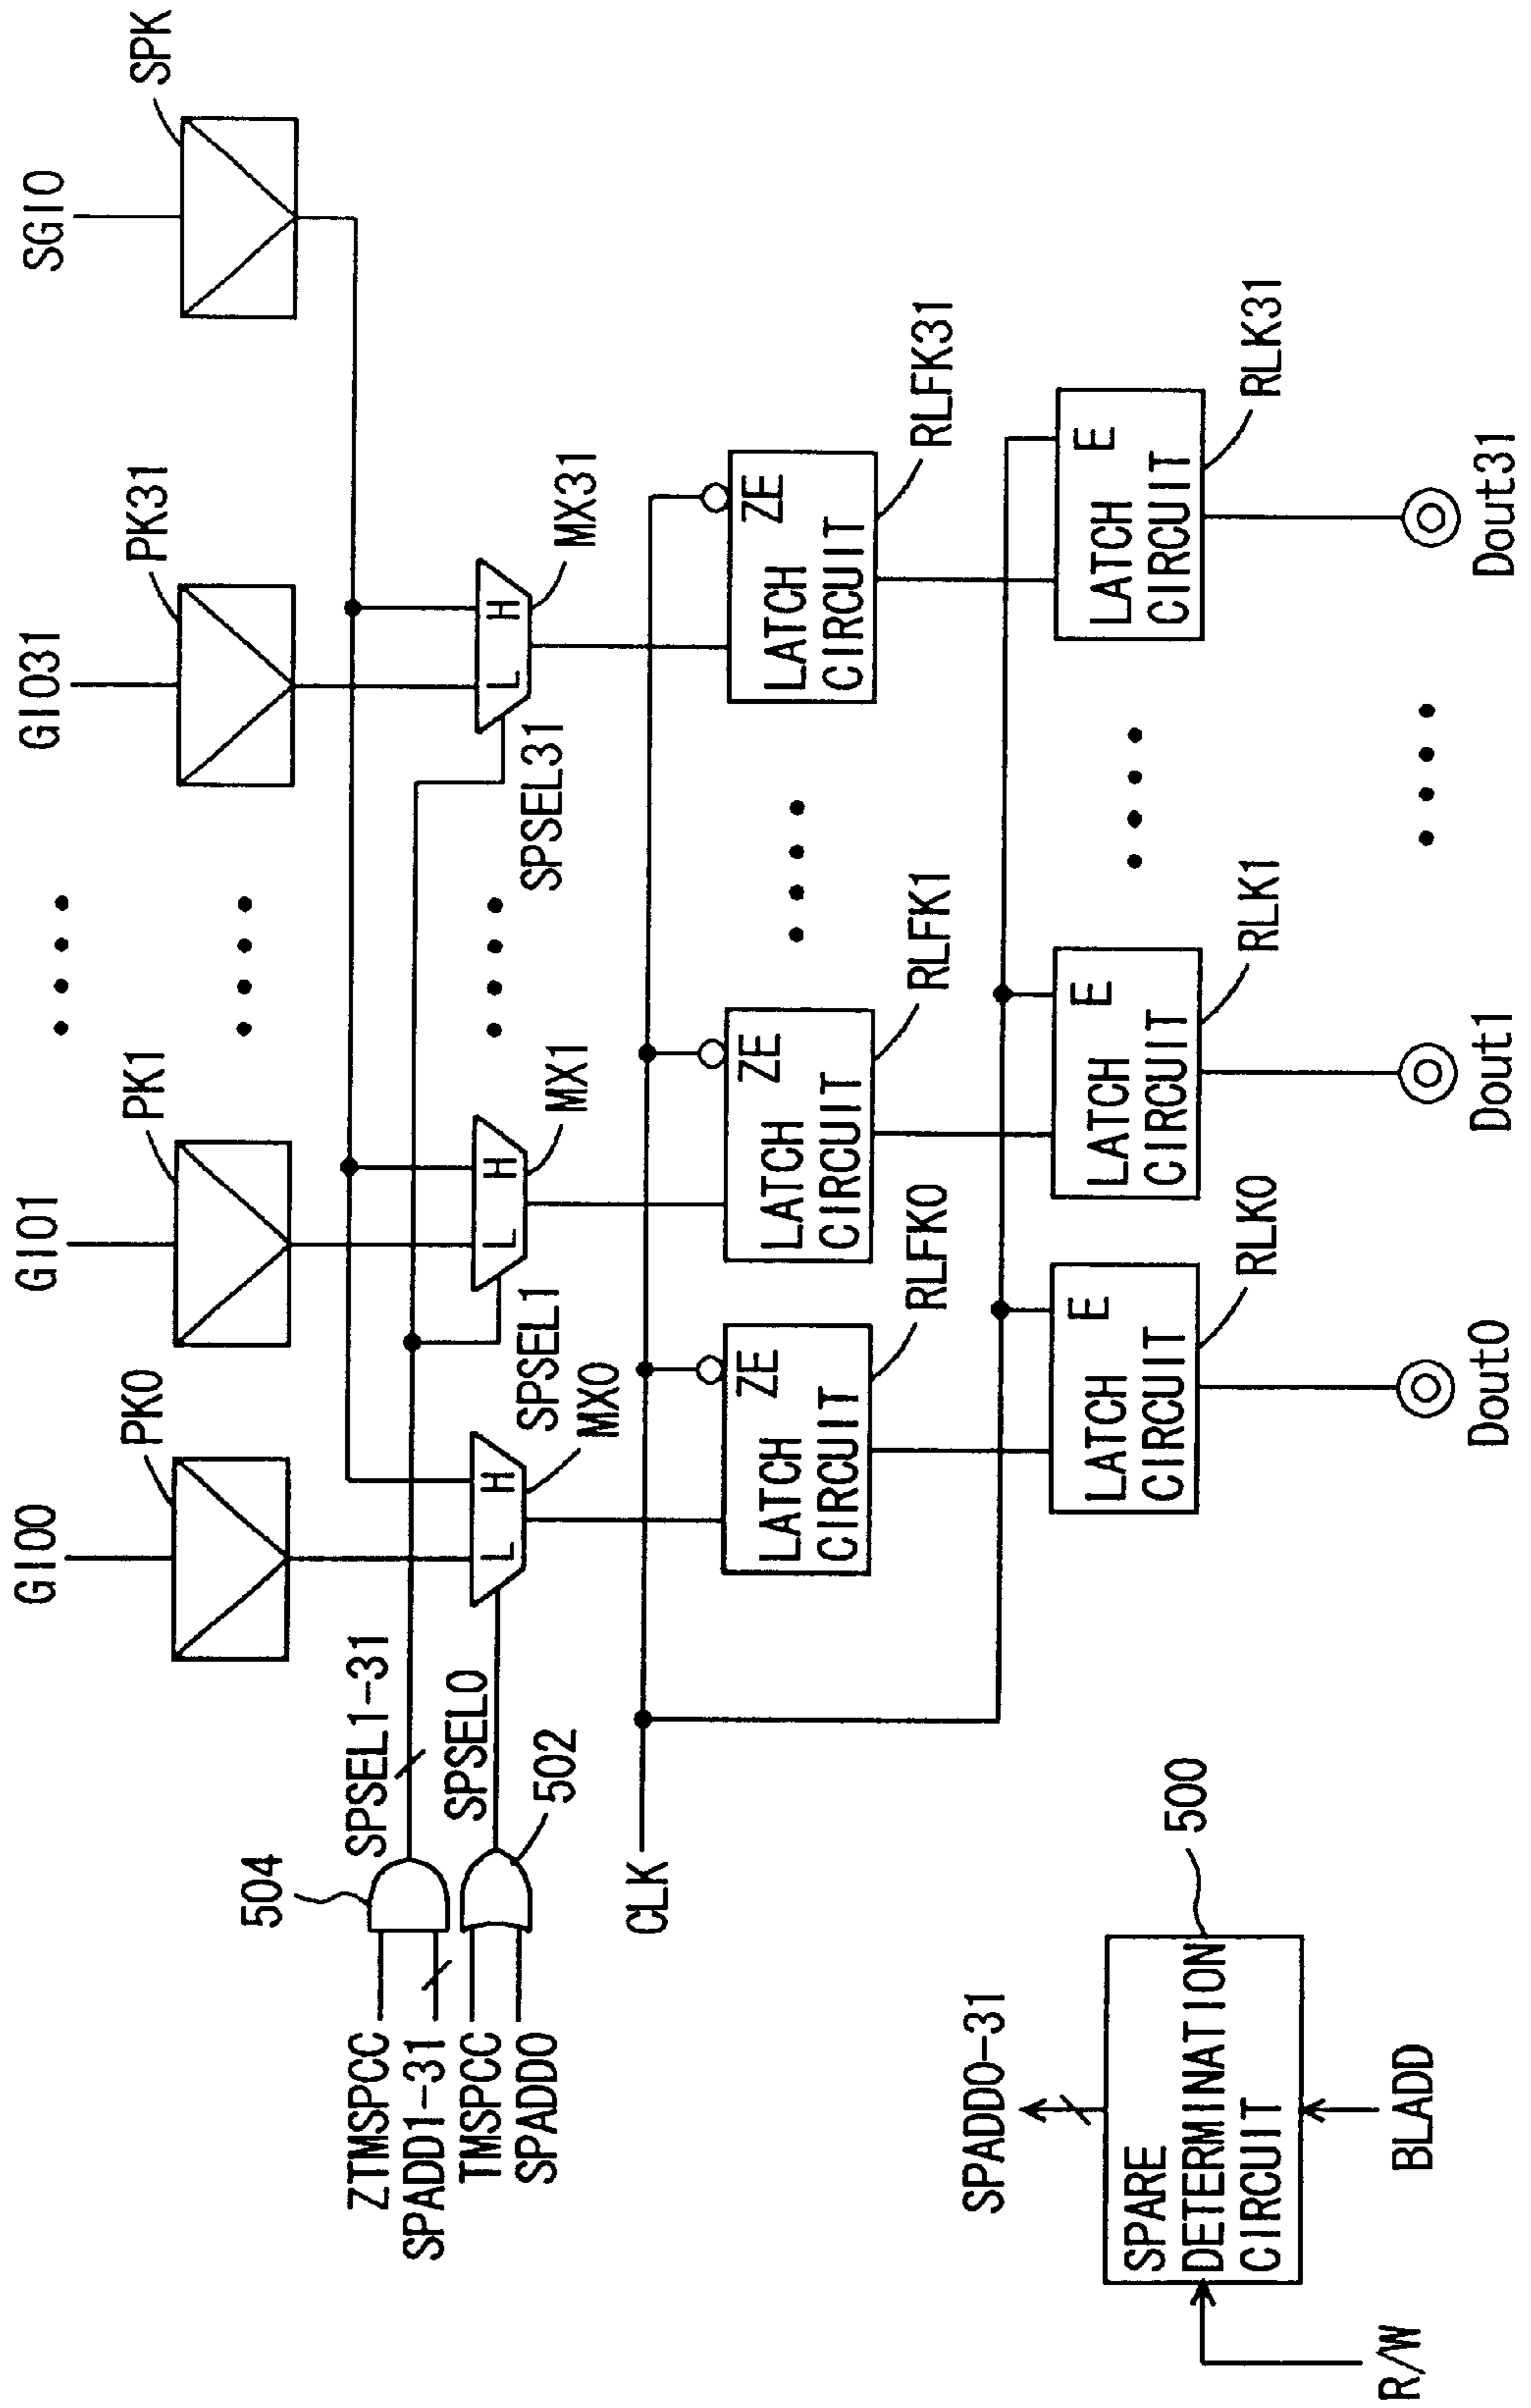 GIO0
GIO1
GIO31
SGIO
PK0
PK1
PK31
SPK
504
SPSEL1-31
ZTMSPCC
SPADD1-31
TMSPCC
SPADD0
SPSEL0
502
L H
MX0
SPSEL1
L H
MX1
SPSEL31
L H
MX31
CLK
ZE
LATCH
CIRCUIT
RLFK0
ZE
LATCH
CIRCUIT
RLFK1
ZE
LATCH
CIRCUIT
RLFK31
E
LATCH
CIRCUIT
RLK0
E
LATCH
CIRCUIT
RLK1
E
LATCH
CIRCUIT
RLK31
SPADD0-31
500
SPARE
DETERMINATION
CIRCUIT
R/W
BLADD
Dout0
Dout1
Dout31